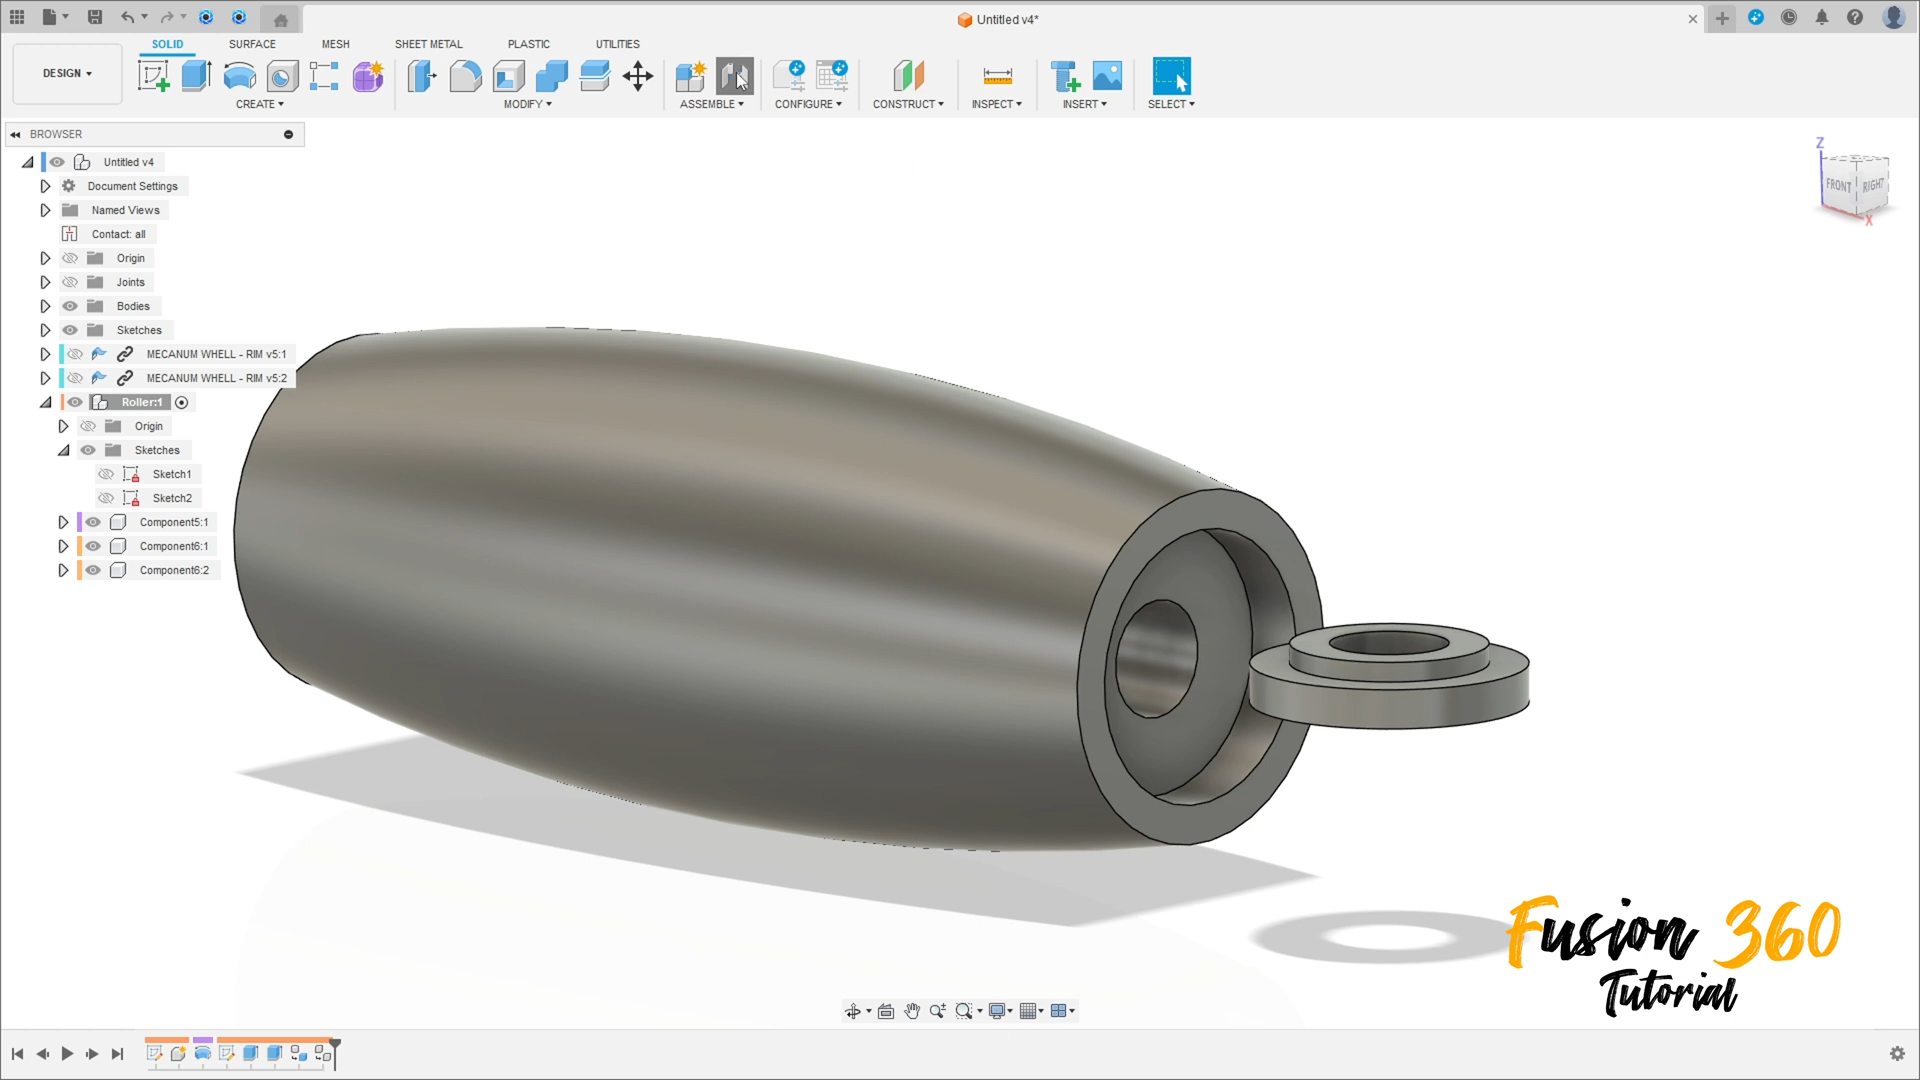 Untitled v4*
DESIGN
SOLID
SURFACE
MESH
SHEET METAL
PLASTIC
UTILITIES
CREATE
MODIFY
ASSEMBLE
CONFIGURE
CONSTRUCT
INSPECT
INSERT
SELECT
BROWSER
Untitled v4
Document Settings
Named Views
Contact: all
Origin
Joints
Bodies
Sketches
MECANUM WHELL - RIM v5:1
MECANUM WHELL - RIM v5:2
Roller:1
Origin
Sketches
Sketch1
Sketch2
Component5:1
Component6:1
Component6:2
Z
FRONT
RIGHT
X
Fusion 360
Tutorial